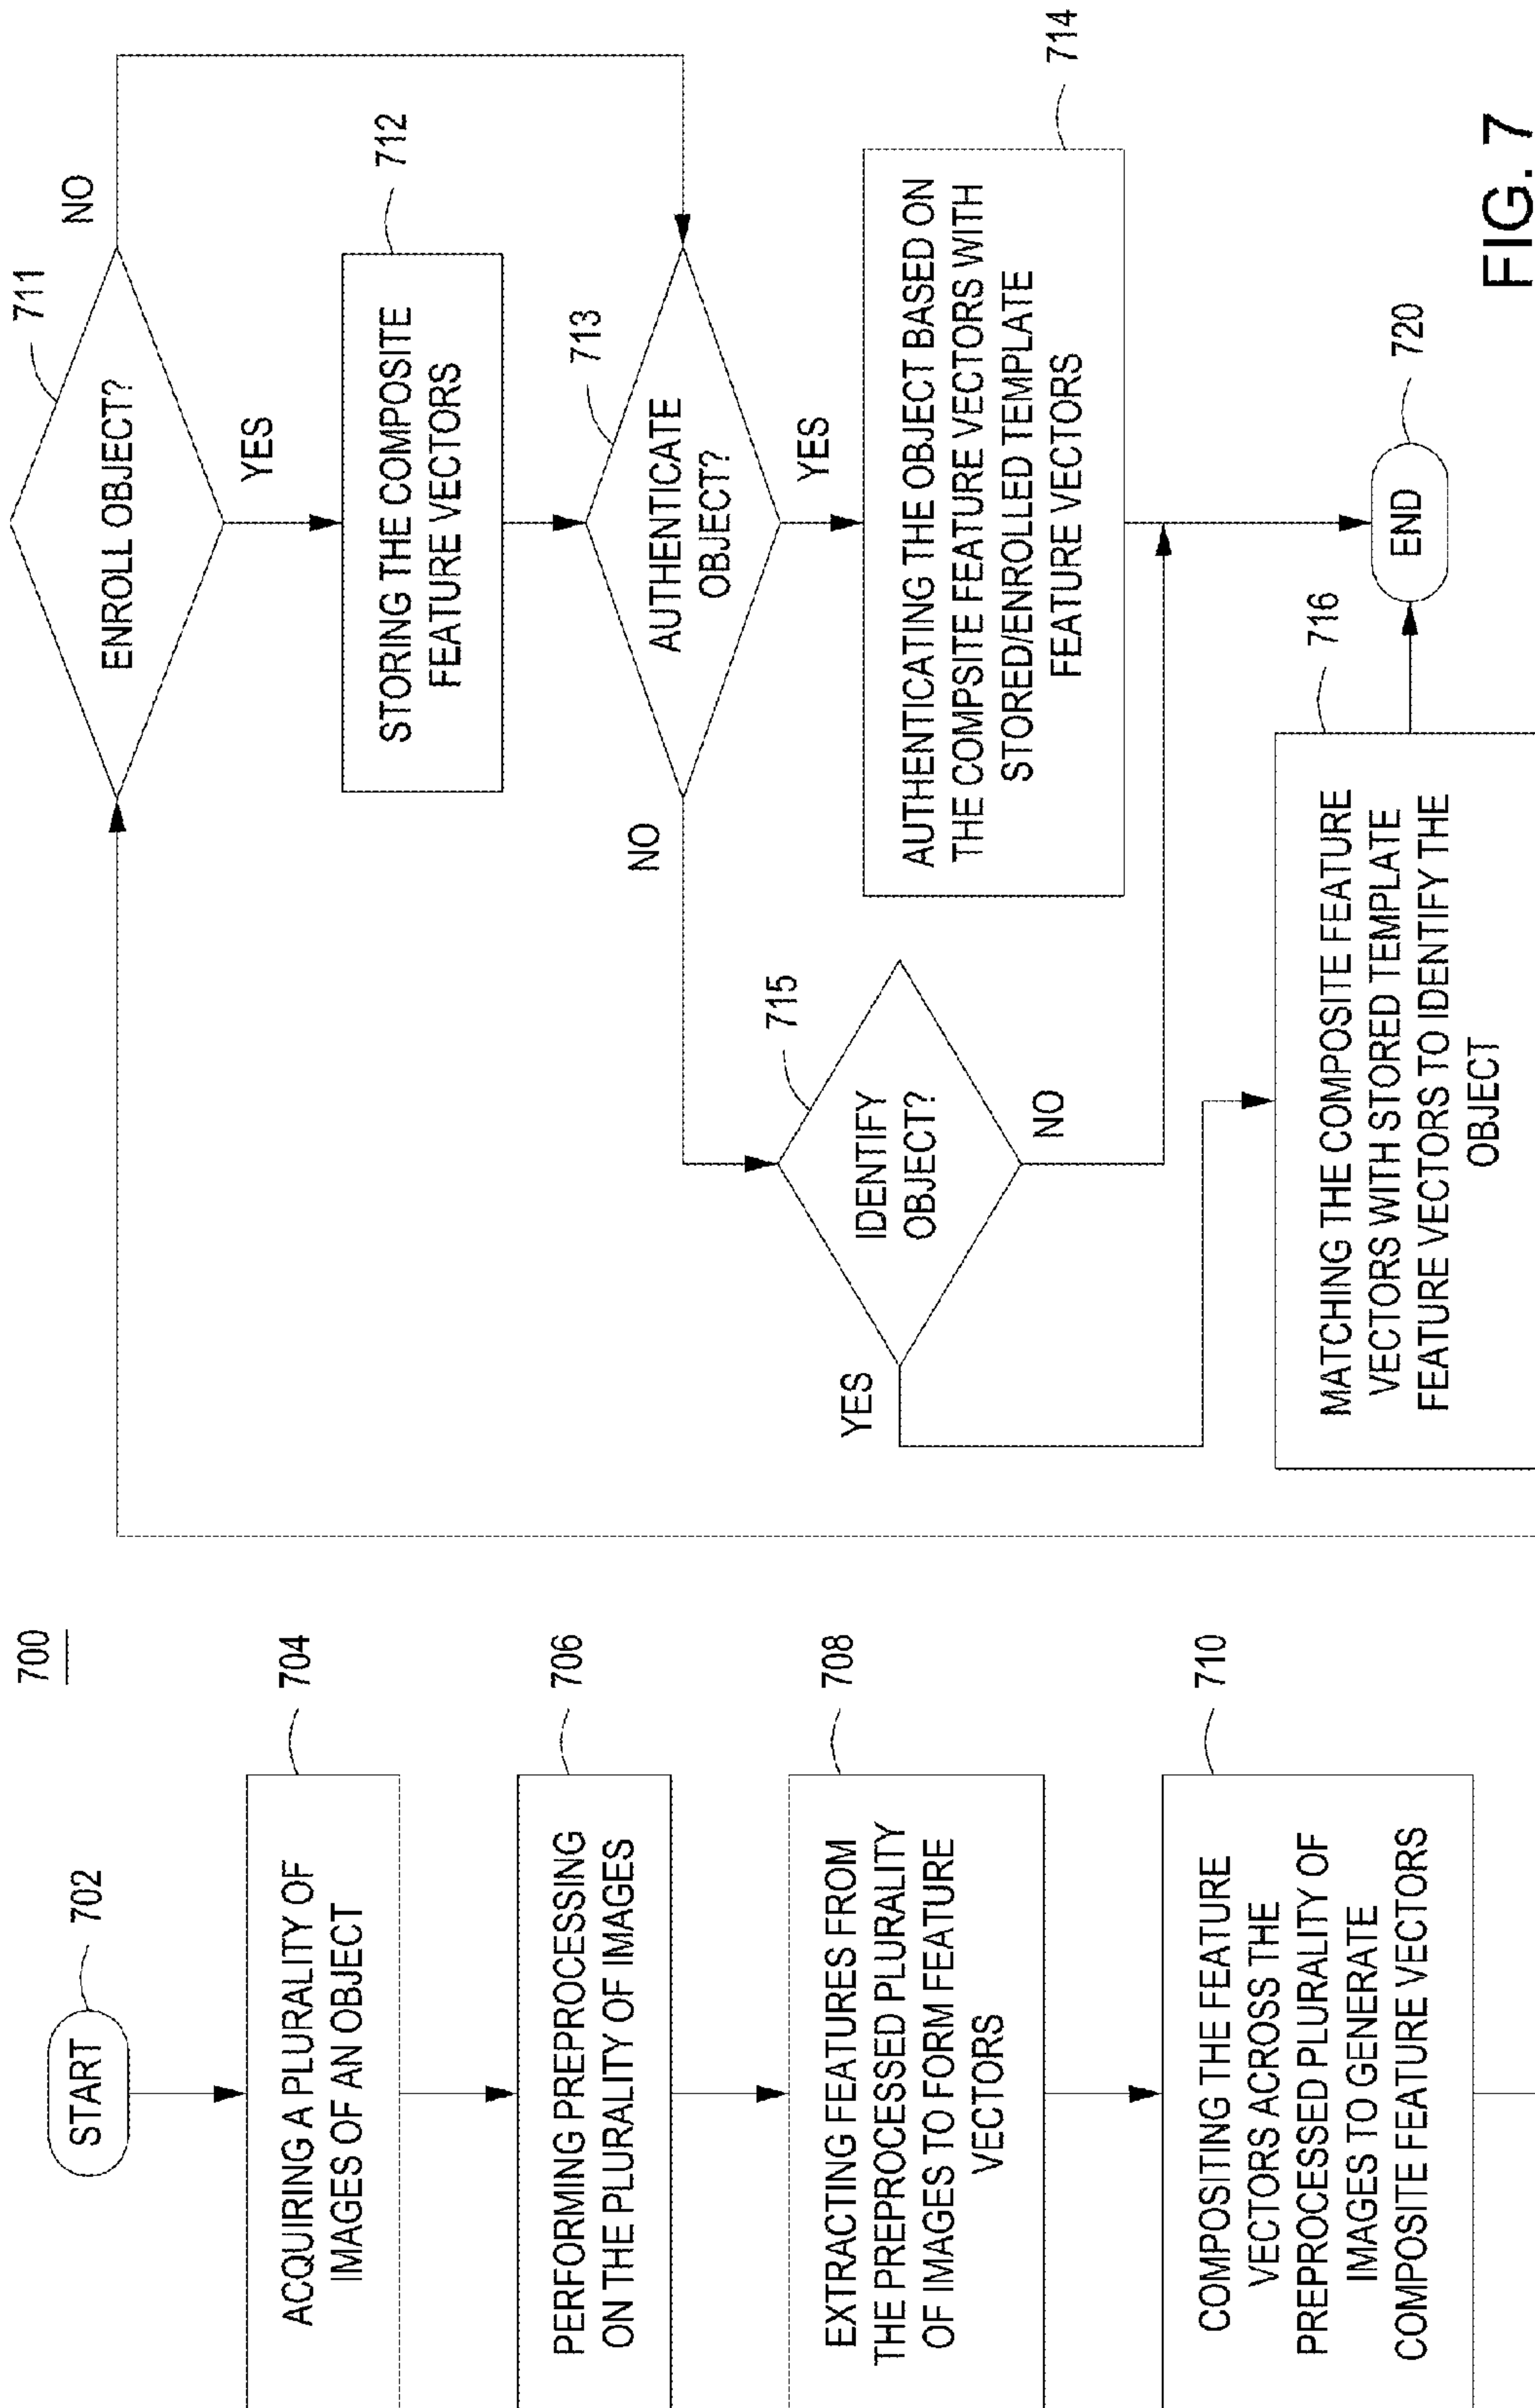 700
START
702
ACQUIRING A PLURALITY OF
IMAGES OF AN OBJECT
704
PERFORMING PREPROCESSING
ON THE PLURALITY OF IMAGES
706
EXTRACTING FEATURES FROM
THE PREPROCESSED PLURALITY
OF IMAGES TO FORM FEATURE
VECTORS
708
COMPOSITING THE FEATURE
VECTORS ACROSS THE
PREPROCESSED PLURALITY OF
IMAGES TO GENERATE
COMPOSITE FEATURE VECTORS
710
ENROLL OBJECT?
711
NO
YES
STORING THE COMPOSITE
FEATURE VECTORS
712
AUTHENTICATE
OBJECT?
713
NO
YES
AUTHENTICATING THE OBJECT BASED ON
THE COMPSITE FEATURE VECTORS WITH
STORED/ENROLLED TEMPLATE
FEATURE VECTORS
714
IDENTIFY
OBJECT?
715
YES
NO
MATCHING THE COMPOSITE FEATURE
VECTORS WITH STORED TEMPLATE
FEATURE VECTORS TO IDENTIFY THE
OBJECT
716
END
720
FIG. 7